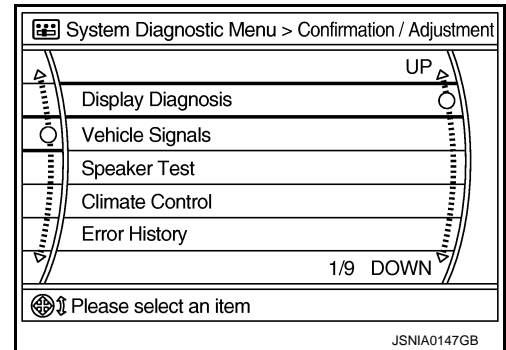 System Diagnostic Menu > Confirmation / Adjustment
UP
Display Diagnosis
Vehicle Signals
Speaker Test
Climate Control
Error History
1/9 DOWN
Please select an item
JSNIA0147GB